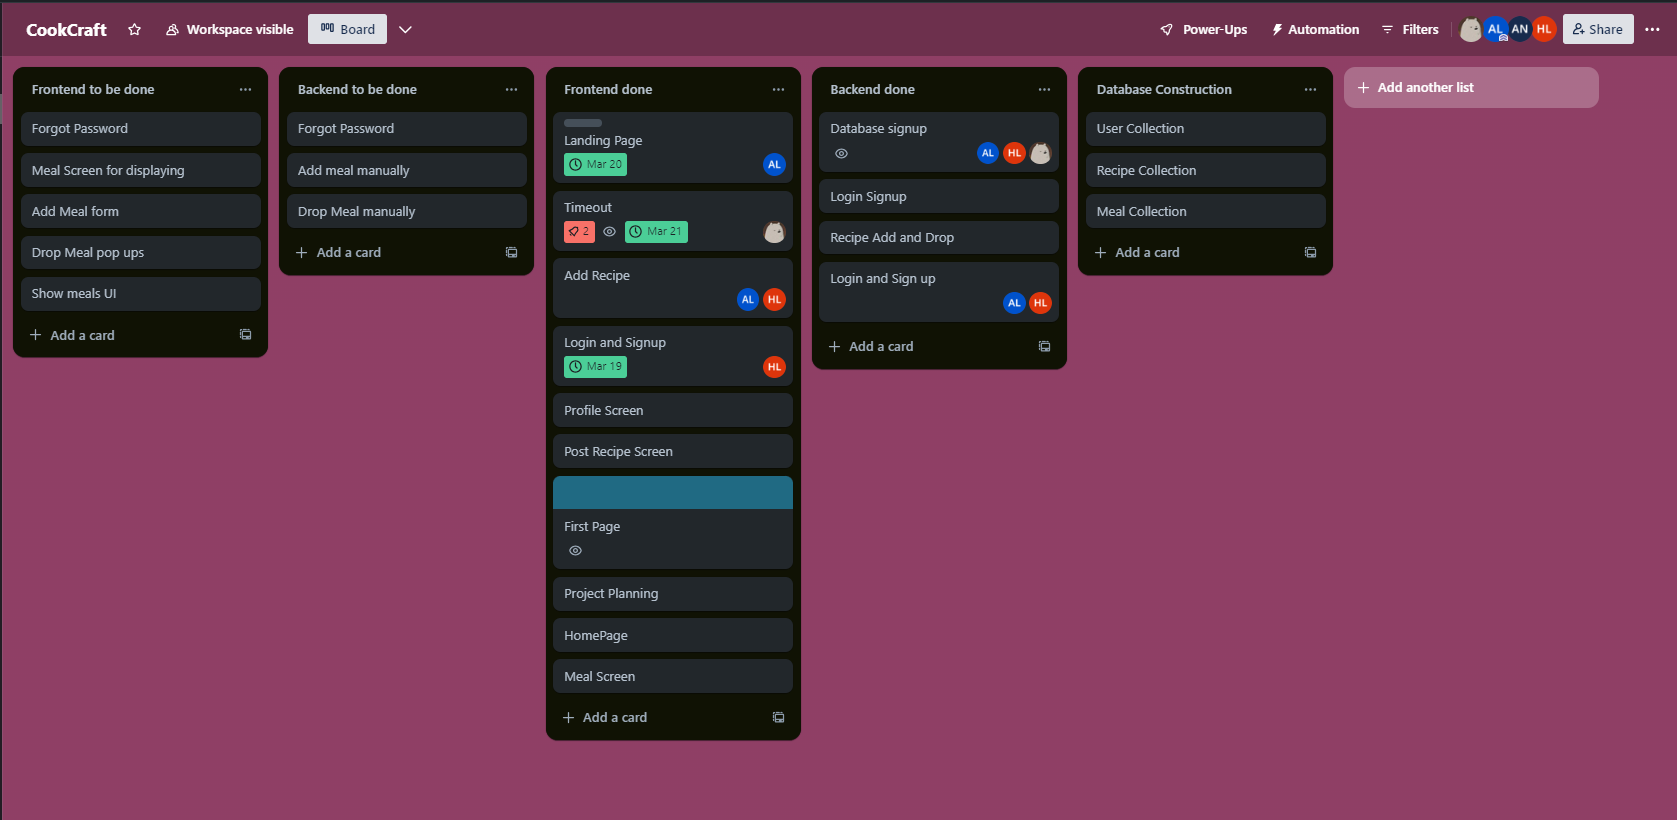 CookCraft
Workspace visible
Board
Power-Ups
Automation
Filters
AL
AN
HL
Share
Frontend to be done
Forgot Password
Meal Screen for displaying
Add Meal form
Drop Meal pop ups
Show meals UI
Add a card
Backend to be done
Forgot Password
Add meal manually
Drop Meal manually
Add a card
Frontend done
Landing Page
Mar 20
AL
Timeout
2
Mar 21
Add Recipe
AL
HL
Login and Signup
Mar 19
HL
Profile Screen
Post Recipe Screen
First Page
Project Planning
HomePage
Meal Screen
Add a card
Backend done
Database signup
AL
HL
Login Signup
Recipe Add and Drop
Login and Sign up
AL
HL
Add a card
Database Construction
User Collection
Recipe Collection
Meal Collection
Add a card
Add another list